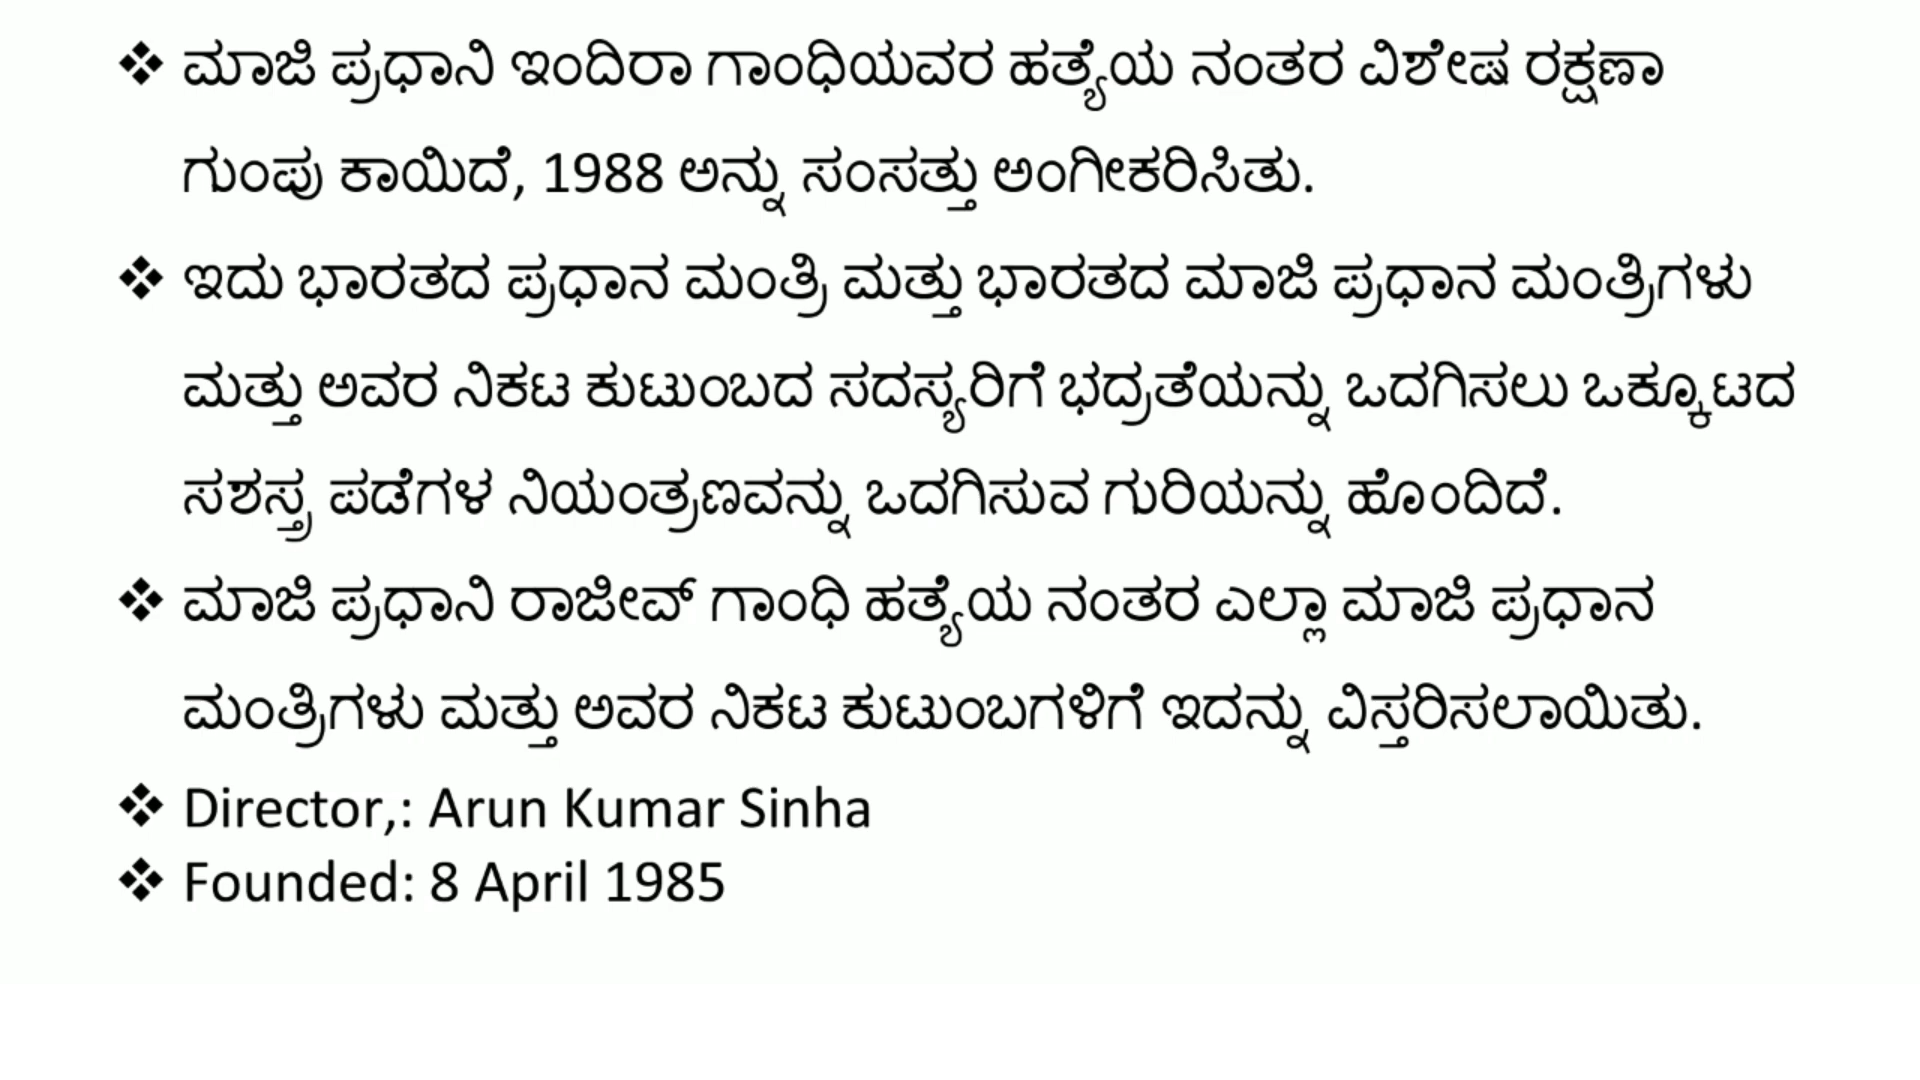 ❖ ಮಾಜಿ ಪ್ರಧಾನಿ ಇಂದಿರಾ ಗಾಂಧಿಯವರ ಹತ್ಯೆಯ ನಂತರ ವಿಶೇಷ ರಕ್ಷಣಾ
ಗುಂಪು ಕಾಯಿದೆ, 1988 ಅನ್ನು ಸಂಸತ್ತು ಅಂಗೀಕರಿಸಿತು.
❖ ಇದು ಭಾರತದ ಪ್ರಧಾನ ಮಂತ್ರಿ ಮತ್ತು ಭಾರತದ ಮಾಜಿ ಪ್ರಧಾನ ಮಂತ್ರಿಗಳು
ಮತ್ತು ಅವರ ನಿಕಟ ಕುಟುಂಬದ ಸದಸ್ಯರಿಗೆ ಭದ್ರತೆಯನ್ನು ಒದಗಿಸಲು ಒಕ್ಕೂಟದ
ಸಶಸ್ತ್ರ ಪಡೆಗಳ ನಿಯಂತ್ರಣವನ್ನು ಒದಗಿಸುವ ಗುರಿಯನ್ನು ಹೊಂದಿದೆ.
❖ ಮಾಜಿ ಪ್ರಧಾನಿ ರಾಜೀವ್ ಗಾಂಧಿ ಹತ್ಯೆಯ ನಂತರ ಎಲ್ಲಾ ಮಾಜಿ ಪ್ರಧಾನ
ಮಂತ್ರಿಗಳು ಮತ್ತು ಅವರ ನಿಕಟ ಕುಟುಂಬಗಳಿಗೆ ಇದನ್ನು ವಿಸ್ತರಿಸಲಾಯಿತು.
❖ Director,: Arun Kumar Sinha
❖ Founded: 8 April 1985